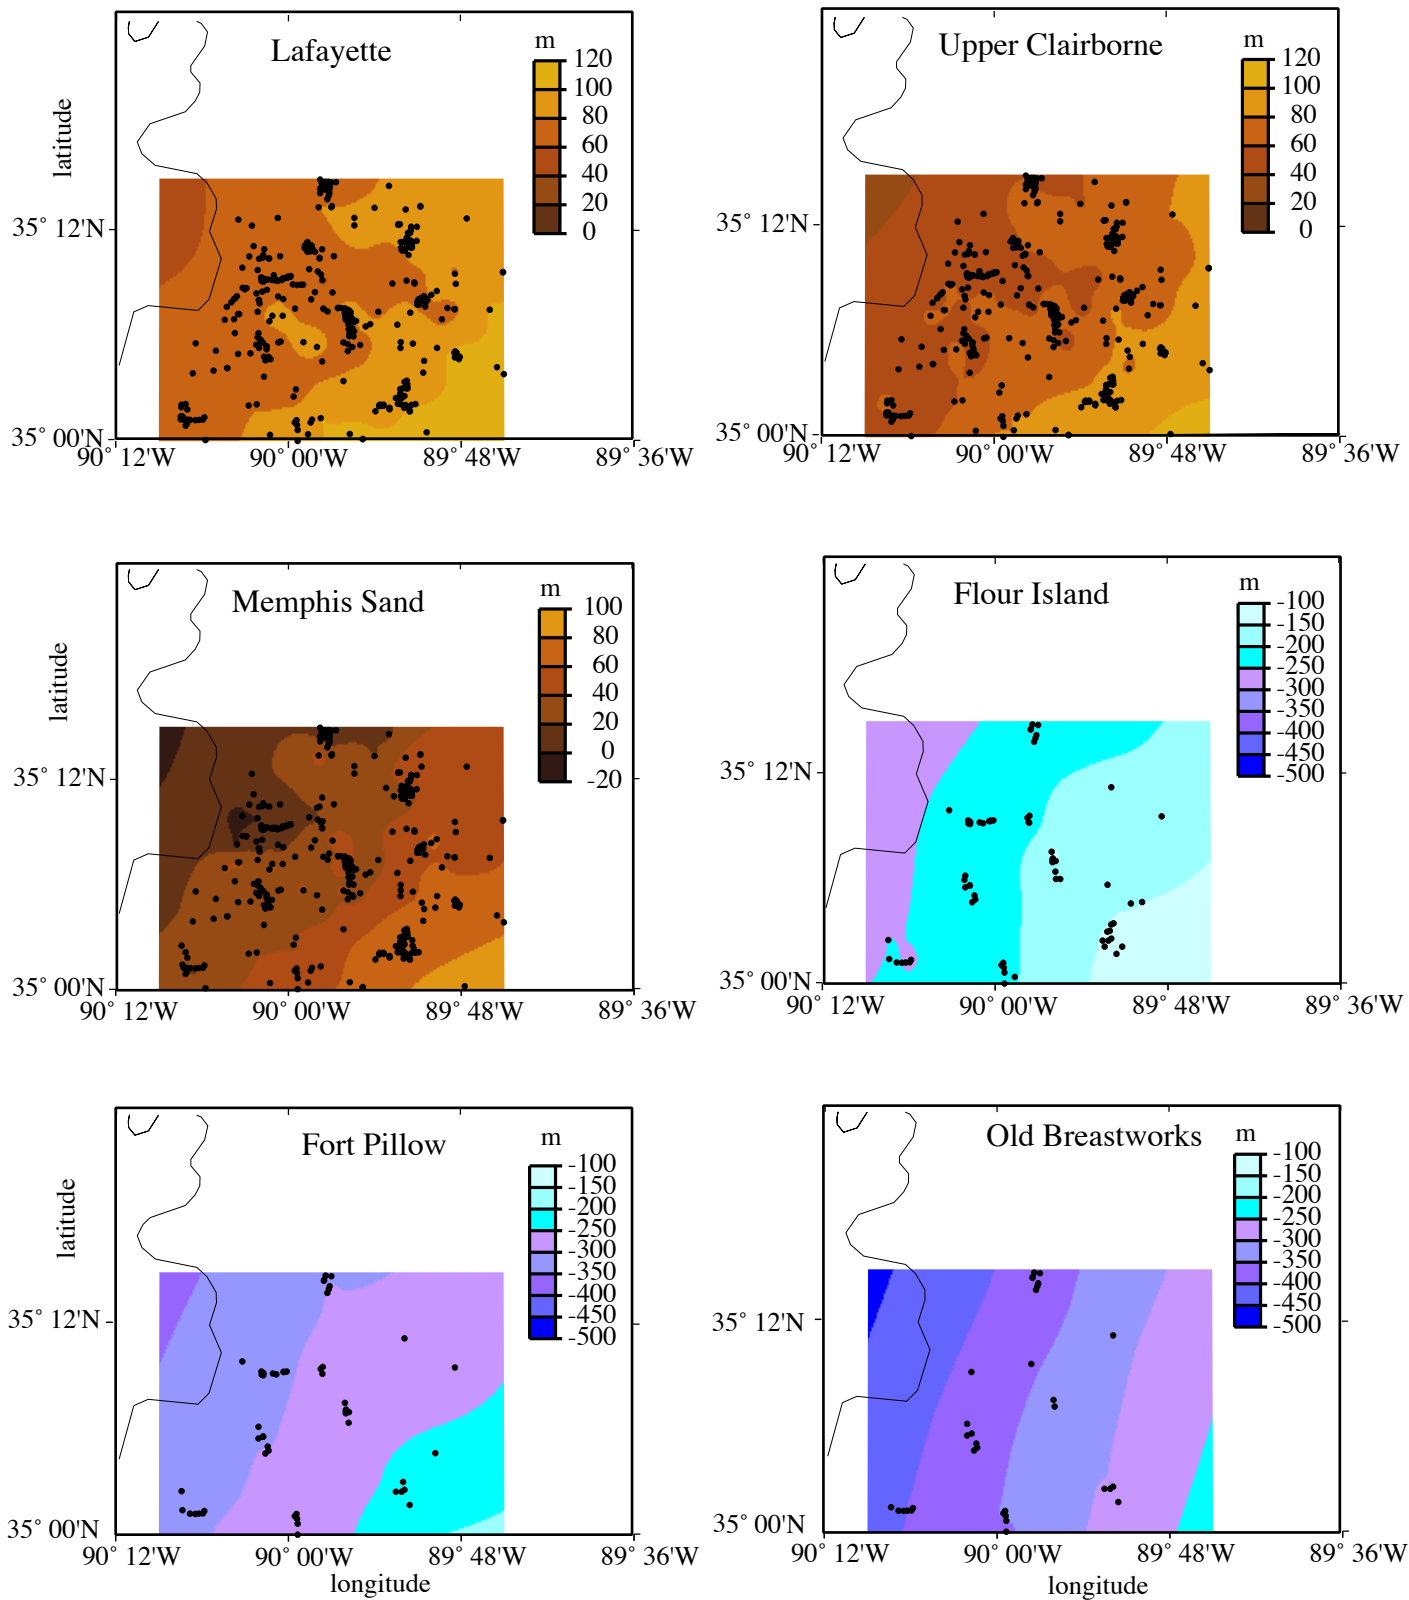 Lafayette
m
120
100
80
60
40
20
0
latitude
35° 12'N
35° 00'N
90° 12'W 90° 00'W 89° 48'W 89° 36'W
Upper Clairborne
m
120
100
80
60
40
20
0
35° 12'N
35° 00'N
90° 12'W 90° 00'W 89° 48'W 89° 36'W
Memphis Sand
m
100
80
60
40
20
0
-20
latitude
35° 12'N
35° 00'N
90° 12'W 90° 00'W 89° 48'W 89° 36'W
Flour Island
m
-100
-150
-200
-250
-300
-350
-400
-450
-500
35° 12'N
35° 00'N
90° 12'W 90° 00'W 89° 48'W 89° 36'W
Fort Pillow
m
-100
-150
-200
-250
-300
-350
-400
-450
-500
latitude
35° 12'N
35° 00'N
90° 12'W 90° 00'W 89° 48'W 89° 36'W
longitude
Old Breastworks
m
-100
-150
-200
-250
-300
-350
-400
-450
-500
35° 12'N
35° 00'N
90° 12'W 90° 00'W 89° 48'W 89° 36'W
longitude